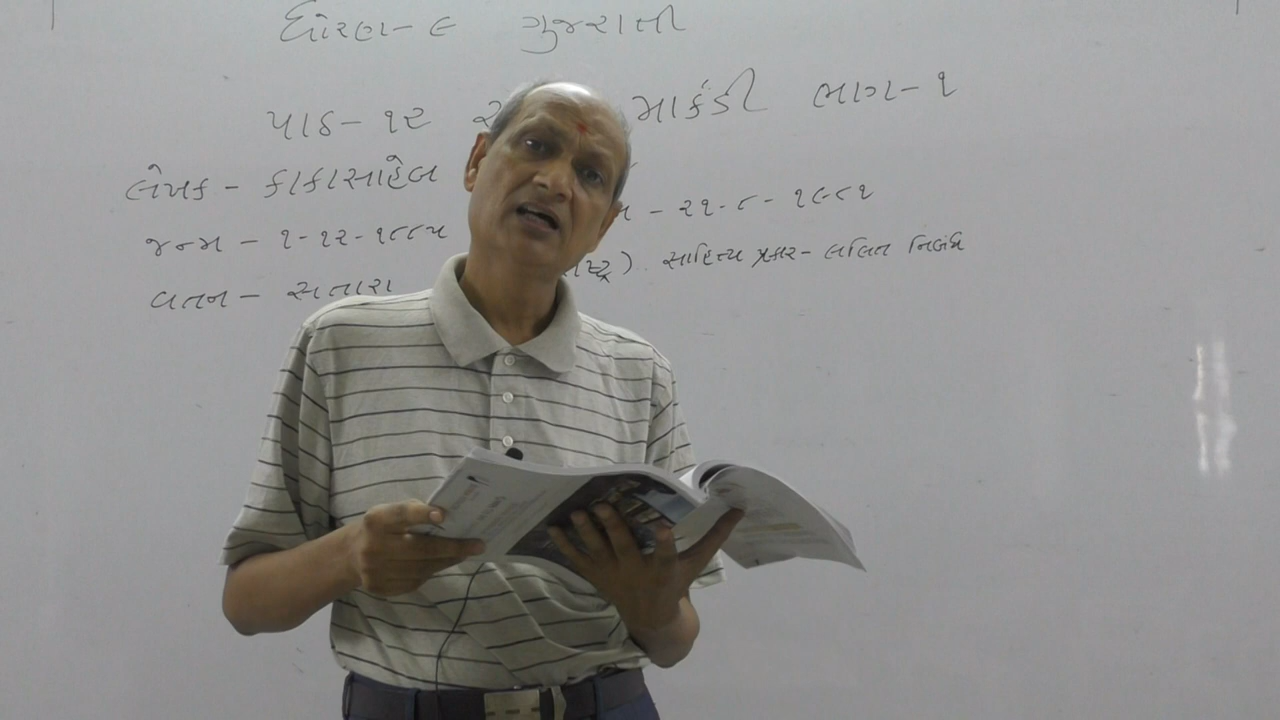 ધોરણ - ૯ ગુજરાતી
પાઠ - ૧૨ માર્કંડી ભાગ - ૧
લેખક - કાકાસાહેબ
જન્મ - ૧-૧૨-૧૮૮૫ - ૨૧-૮-૧૯૮૧
વતન - સતારા સાહિત્ય પ્રકાર - લલિત નિબંધ